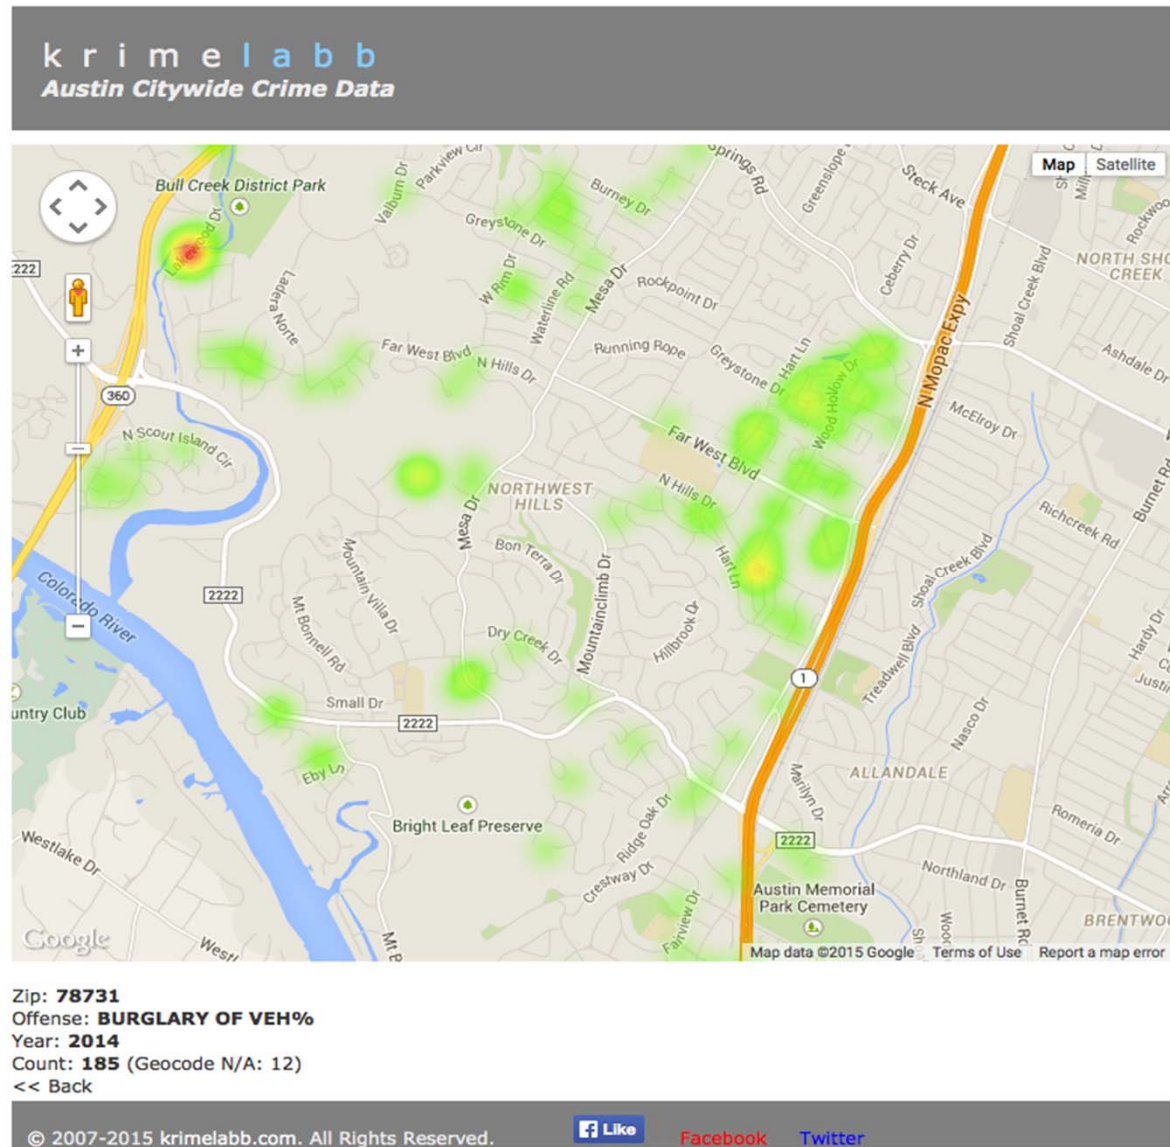 krimelabb
Austin Citywide Crime Data
Map Satellite
Bull Creek District Park
Valburn Dr
Parkview Cir
Burney Dr
Springs Rd
Greenslope
Steck Ave
Greystone Dr
Lakewood Dr
2222
Ladera Norte
W Rim Dr
Waterline Rd
Mesa Dr
Rockpoint Dr
Ceberry Dr
Shoal Creek Blvd
NORTH SHO
CREEK
Rockwoo
N Mopac Expy
Far West Blvd
N Hills Dr
Running Rope
Greystone Dr
Hart Ln
Wood Hollow Dr
Ashdale Dr
360
McElroy Dr
N Scout Island Cir
Far West Blvd
Burnet Rd
NORTHWEST
HILLS
N Hills Dr
Mesa Dr
Richcreek Rd
Bon Terra Dr
Hart Ln
Mountain Villa Dr
Mountainclimb Dr
Shoal Creek Blvd
Colorado River
2222
Mt Bonnell Rd
Dry Creek Dr
Hillbrook Dr
Hardy Dr
Treadwell Blvd
1
Justin
untry Club
Small Dr
2222
Nasco Dr
Eby Ln
ALLANDALE
Marilyn Dr
Bright Leaf Preserve
Ridge Oak Dr
Romeria Dr
2222
Westlake Dr
Crestway Dr
Northland Dr
Austin Memorial
Park Cemetery
Burnet Rd
Fairview Dr
BRENTWOO
Google
Westl
Mt B
Map data ©2015 Google Terms of Use Report a map error
Zip: 78731
Offense: BURGLARY OF VEH%
Year: 2014
Count: 185 (Geocode N/A: 12)
<< Back
© 2007-2015 krimelabb.com. All Rights Reserved. Like Facebook Twitter